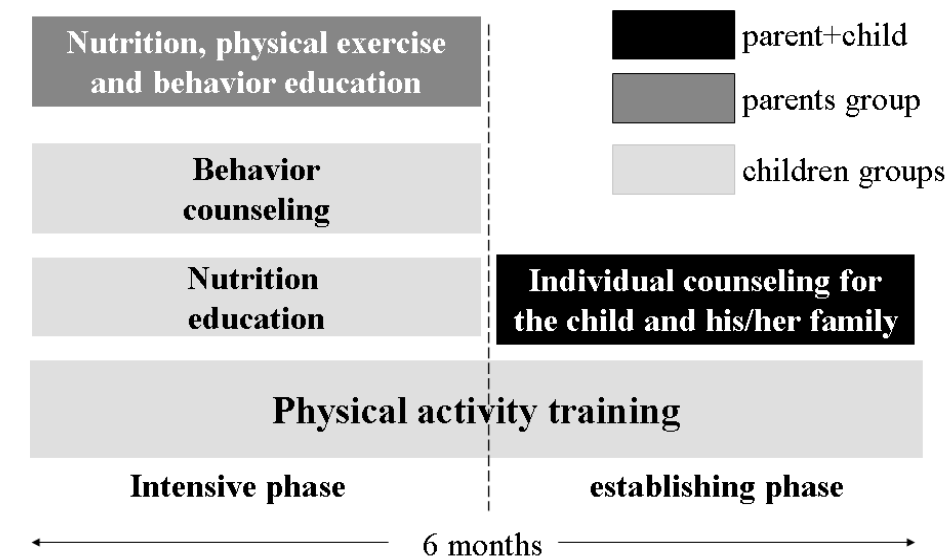 Nutrition, physical exercise
and behavior education
parent+child
parents group
children groups
Behavior
counseling
Nutrition
education
Individual counseling for
the child and his/her family
Physical activity training
Intensive phase
establishing phase
6 months